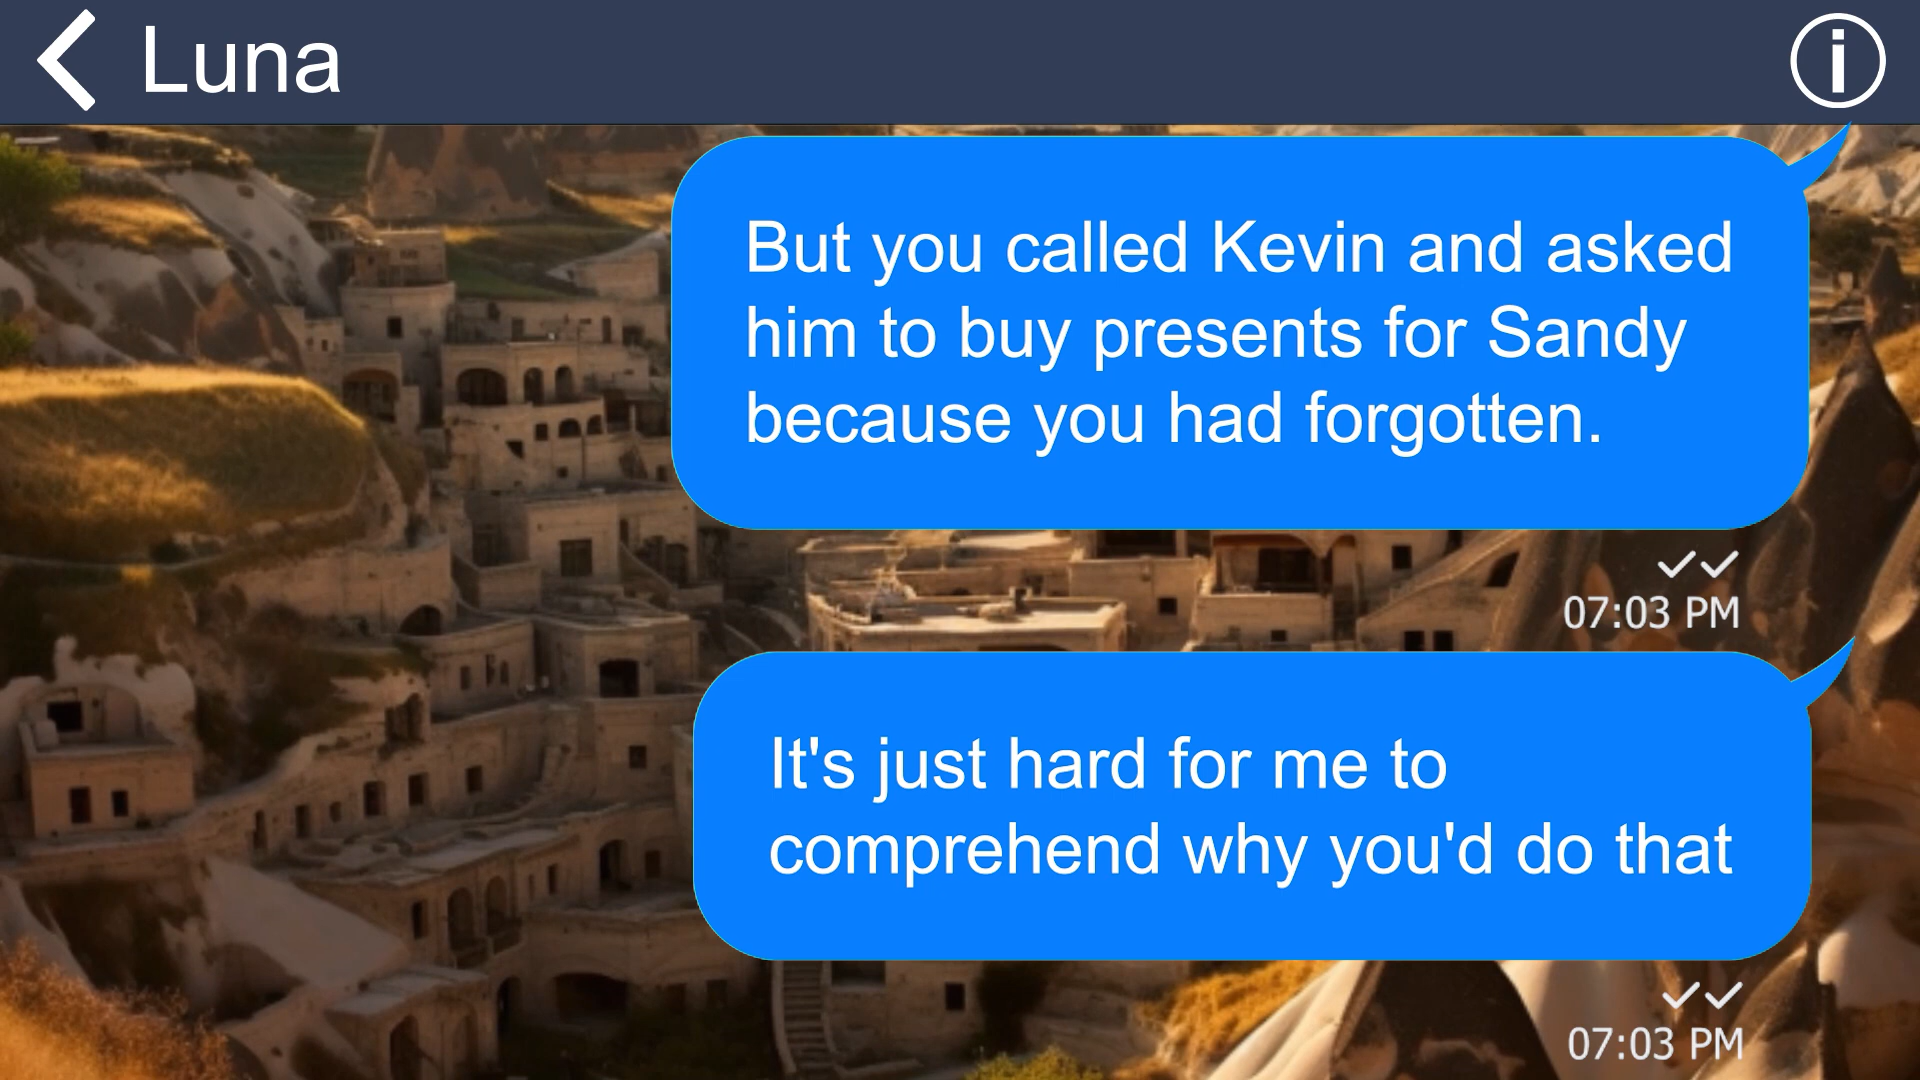 Luna
But you called Kevin and asked
him to buy presents for Sandy
because you had forgotten.
07:03 PM
It's just hard for me to
comprehend why you'd do that
07:03 PM